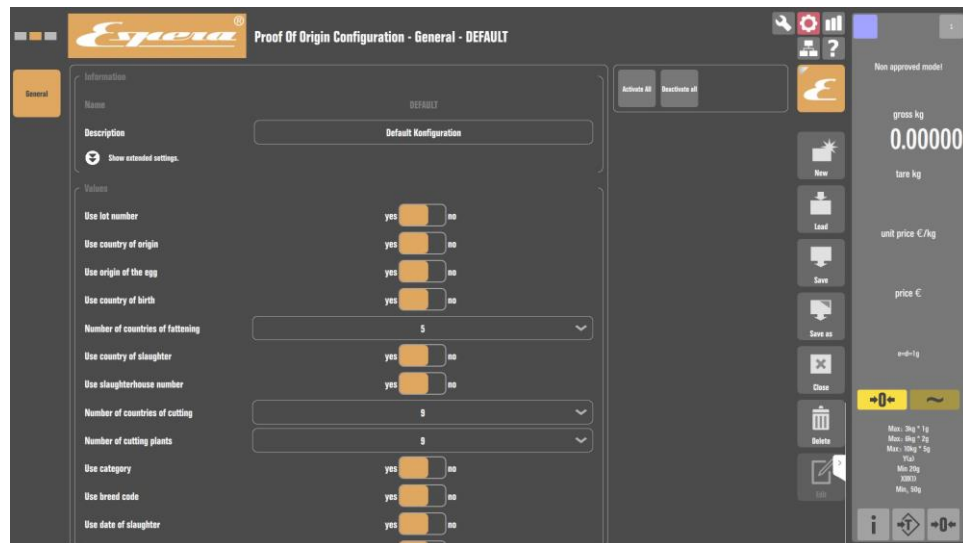 Espera®
Proof Of Origin Configuration - General - DEFAULT
?
General
Information
Name DEFAULT
Description Default Konfiguration
Show extended settings.
Values
Use lot number yes no
Use country of origin yes no
Use origin of the egg yes no
Use country of birth yes no
Number of countries of fattening 5
Use country of slaughter yes no
Use slaughterhouse number yes no
Number of countries of cutting 9
Number of cutting plants 9
Use category yes no
Use breed code yes no
Use date of slaughter yes no
Activate All Deactivate all
E
New
Load
Save
Save as
Close
Delete
Edit
1
Non approved mode!
gross kg
0.00000
tare kg
unit price €/kg
price €
e=d=1g
→0←
~
Max: 3kg * 1g
Max: 6kg * 2g
Max: 10kg * 5g
Y(a)
Min 20g
X(III)(1)
Min, 50g
i
→T←
→0←